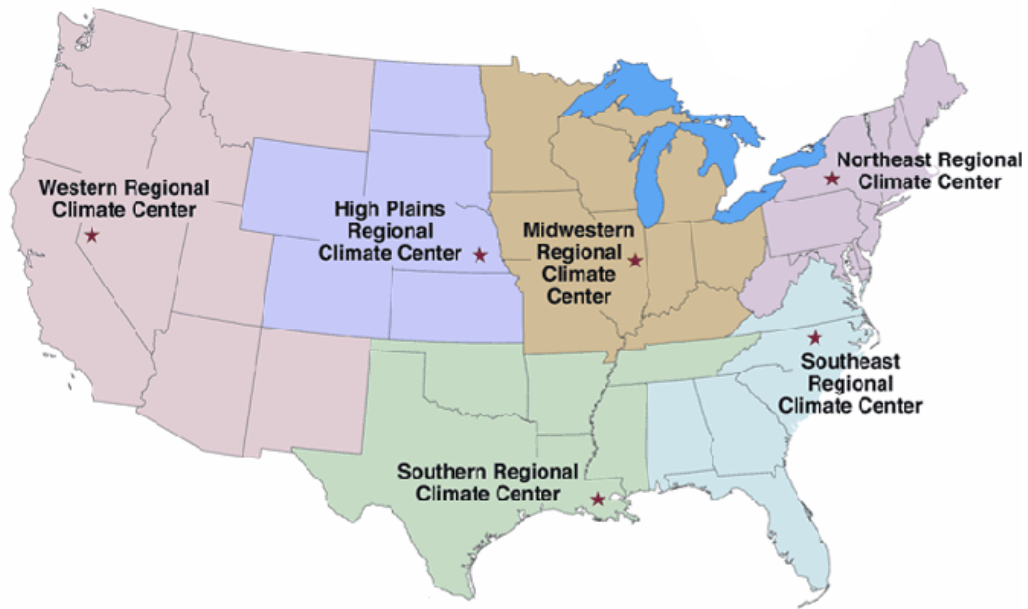 Northeast Regional
Climate Center
Western Regional
Climate Center
High Plains
Regional
Climate Center
Midwestern
Regional
Climate
Center
Southeast
Regional
Climate Center
Southern Regional
Climate Center